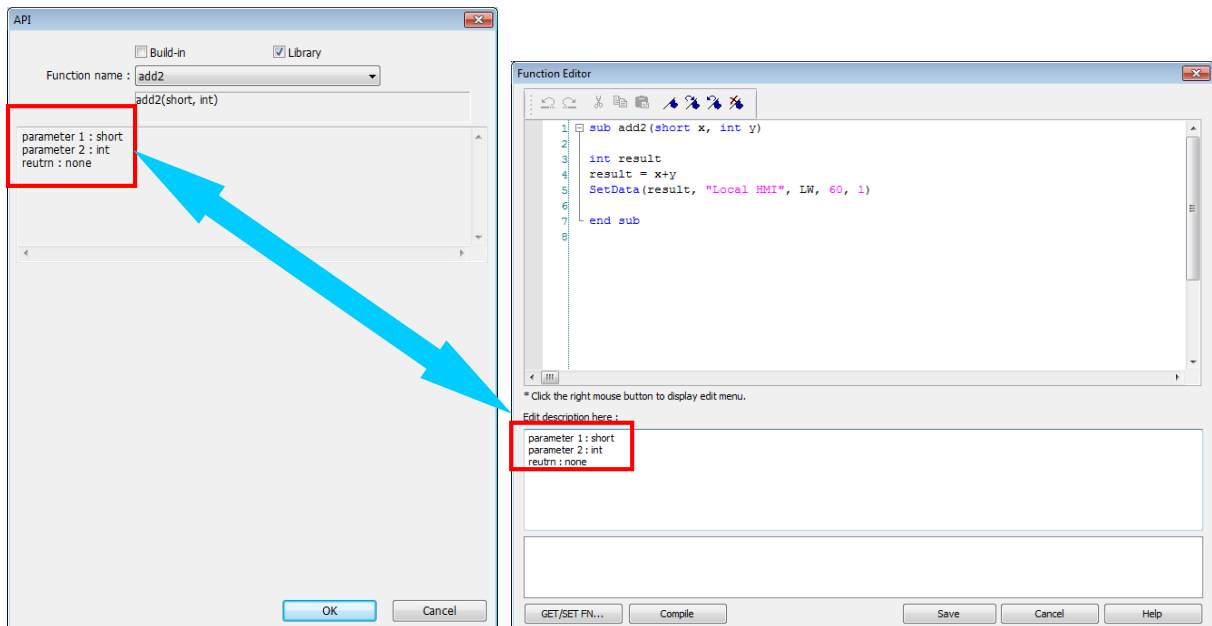 API
Build-in
Library
Function name :
add2
add2(short, int)
parameter 1 : short
parameter 2 : int
reutrn : none
OK
Cancel
Function Editor
1 sub add2(short x, int y)
2
3 int result
4 result = x+y
5 SetData(result, "Local HMI", LW, 60, 1)
6
7 end sub
8
* Click the right mouse button to display edit menu.
Edit description here :
parameter 1 : short
parameter 2 : int
reutrn : none
GET/SET FN...
Compile
Save
Cancel
Help